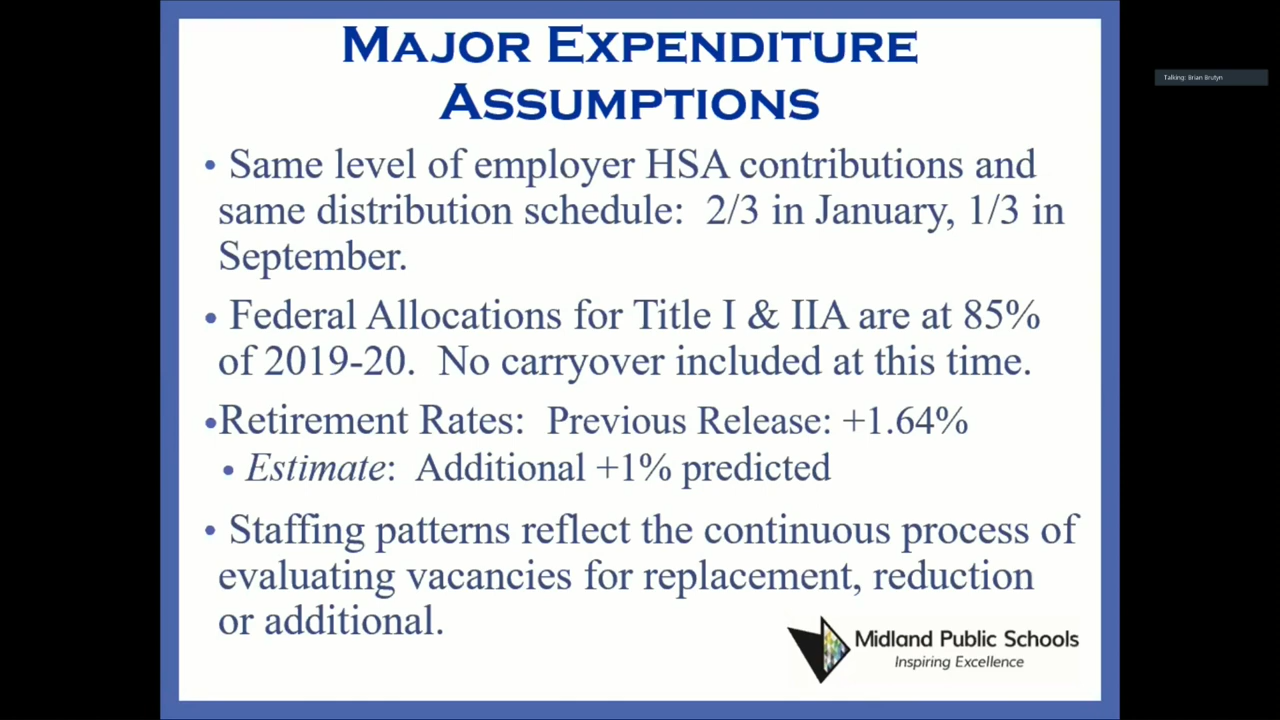 MAJOR EXPENDITURE
ASSUMPTIONS
Talking: Brian Brutyn
• Same level of employer HSA contributions and
same distribution schedule: 2/3 in January, 1/3 in
September.
• Federal Allocations for Title I & IIA are at 85%
of 2019-20. No carryover included at this time.
•Retirement Rates: Previous Release: +1.64%
• Estimate: Additional +1% predicted
• Staffing patterns reflect the continuous process of
evaluating vacancies for replacement, reduction
or additional.
Midland Public Schools
Inspiring Excellence